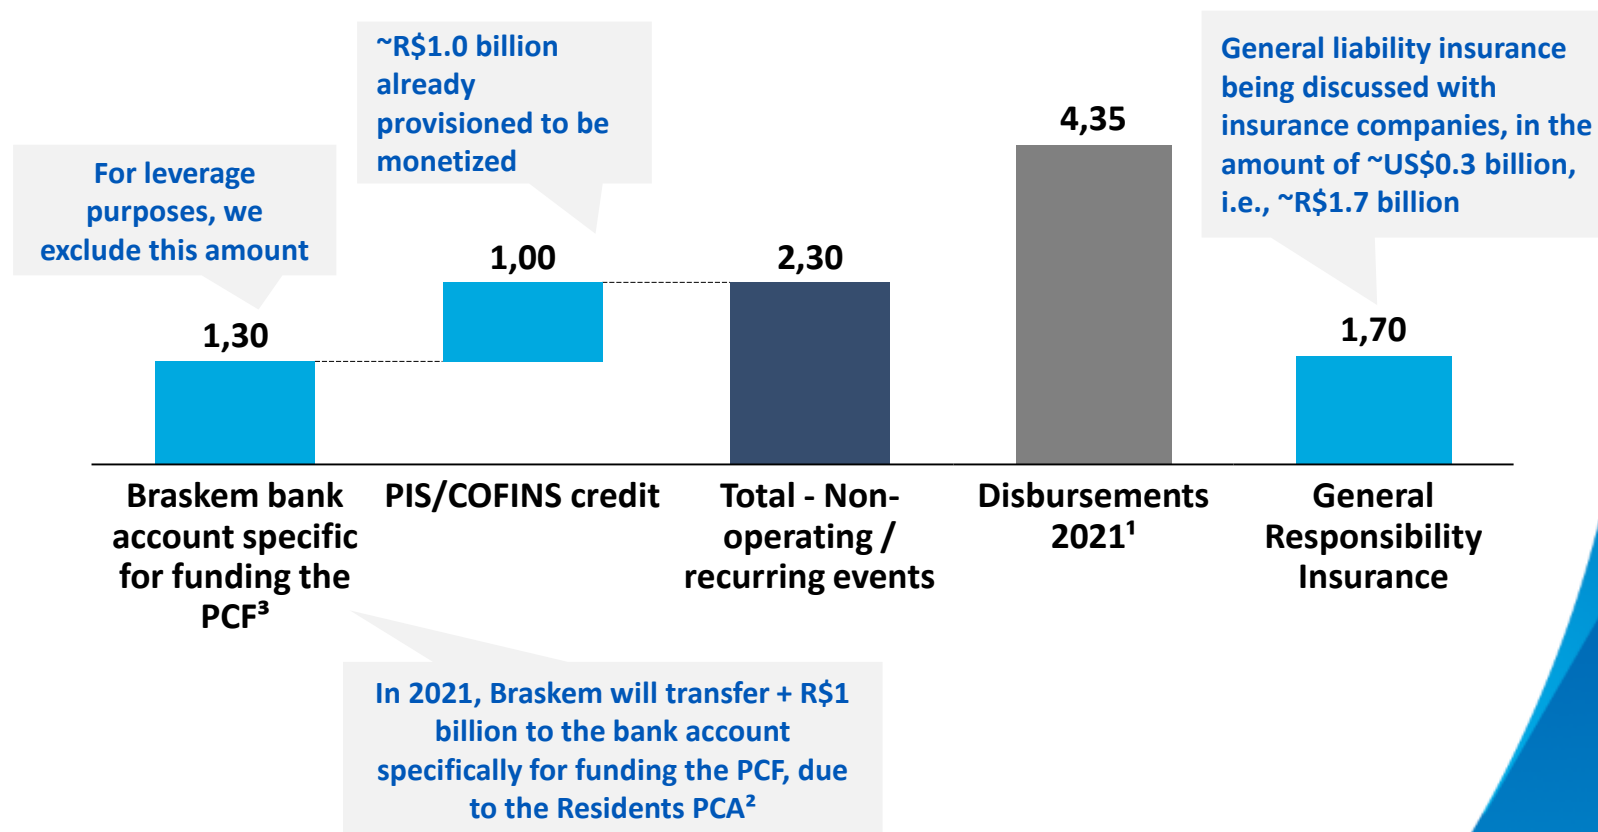 ~R$1.0 billion
already
provisioned to be
monetized
General liability insurance
being discussed with
insurance companies, in the
amount of ~US$0.3 billion,
i.e., ~R$1.7 billion
For leverage
purposes, we
exclude this amount
1,30
1,00
2,30
4,35
1,70
Braskem bank
account specific
for funding the
PCF³
PIS/COFINS credit
Total - Non-
operating /
recurring events
Disbursements
2021¹
General
Responsibility
Insurance
In 2021, Braskem will transfer + R$1
billion to the bank account
specifically for funding the PCF, due
to the Residents PCA²